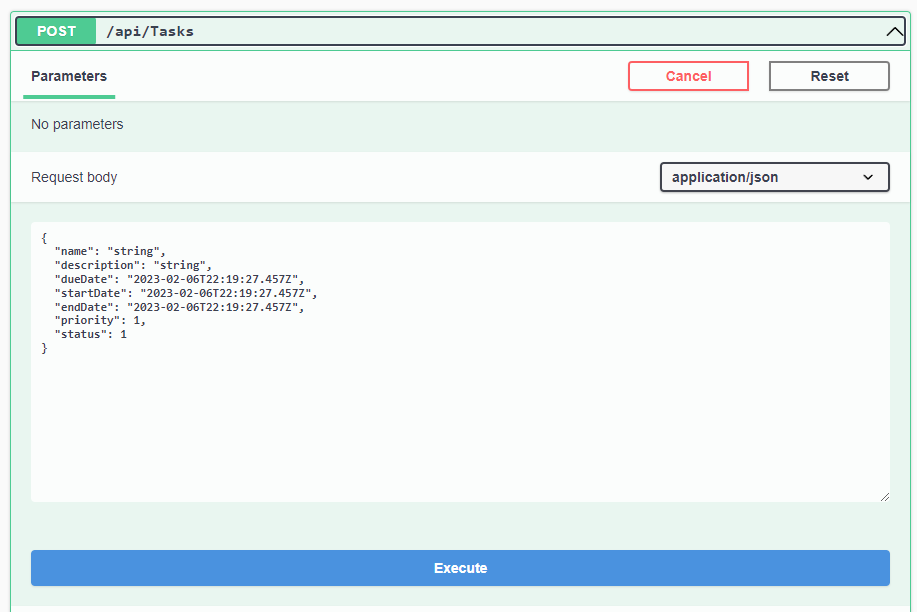 POST /api/Tasks
Parameters Cancel Reset
No parameters
Request body application/json
{
  "name": "string",
  "description": "string",
  "dueDate": "2023-02-06T22:19:27.457Z",
  "startDate": "2023-02-06T22:19:27.457Z",
  "endDate": "2023-02-06T22:19:27.457Z",
  "priority": 1,
  "status": 1
}
Execute